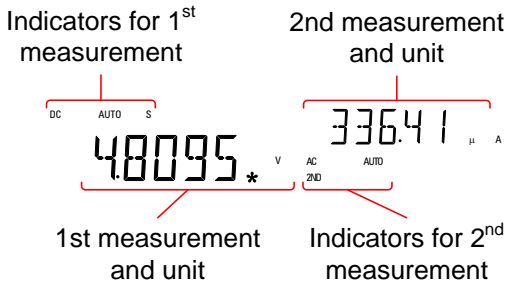 Indicators for 1st
measurement
2nd measurement
and unit
DC AUTO S
4.8095* V
336.41 µ A
AC AUTO
2ND
1st measurement
and unit
Indicators for 2nd
measurement